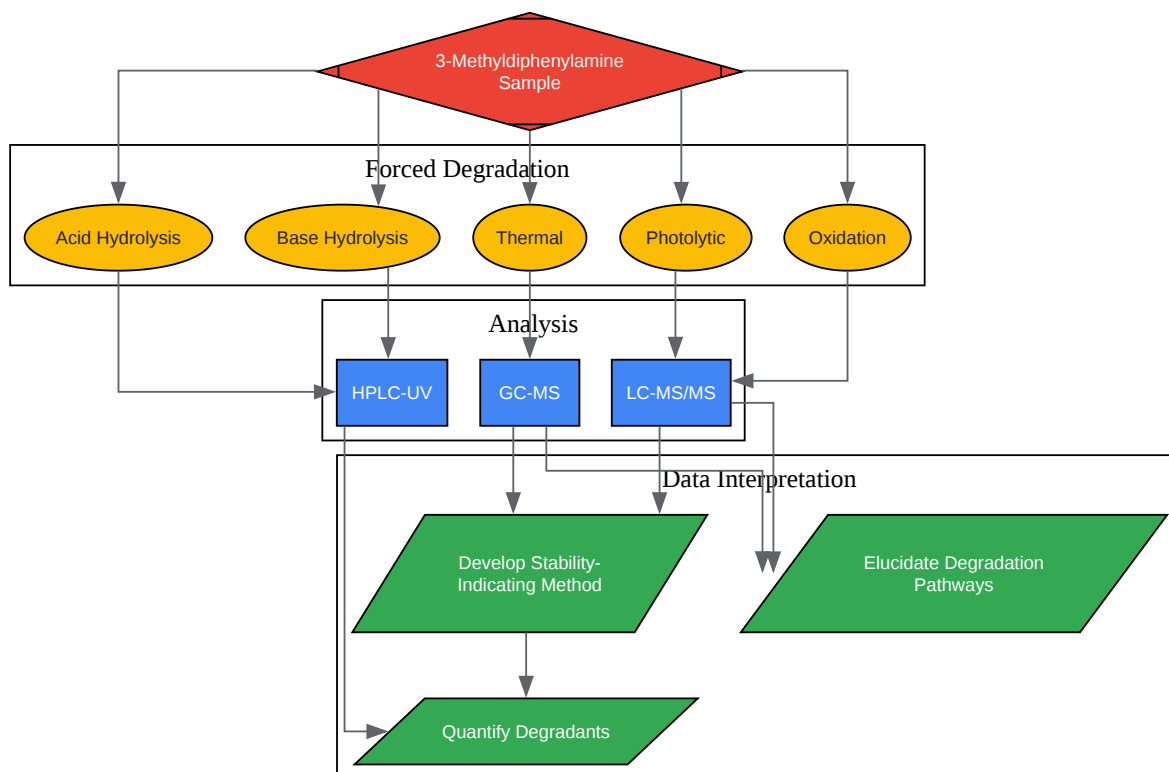 3-Methyldiphenylamine
Sample
Forced Degradation
Acid Hydrolysis
Base Hydrolysis
Thermal
Photolytic
Oxidation
Analysis
HPLC-UV
GC-MS
LC-MS/MS
Data Interpretation
Develop Stability-
Indicating Method
Elucidate Degradation
Pathways
Quantify Degradants